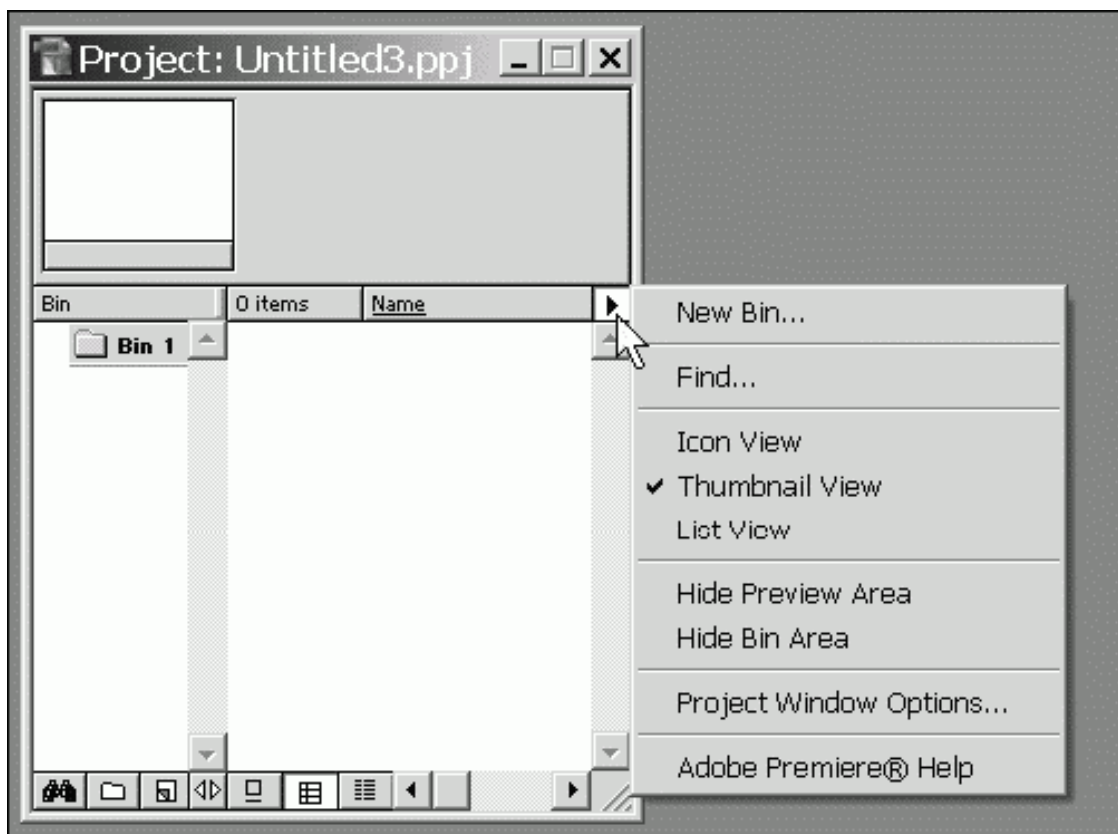 Project: Untitled3.ppj
Bin 0 items Name
Bin 1
New Bin...
Find...
Icon View
Thumbnail View
List View
Hide Preview Area
Hide Bin Area
Project Window Options...
Adobe Premiere® Help